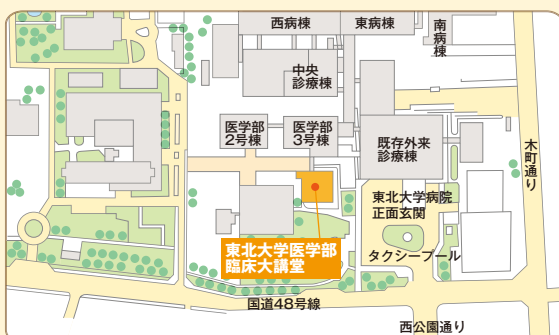 西病棟
東病棟
南
病
棟
中央
診療棟
医学部
2号棟
医学部
3号棟
既存外来
診療棟
木町通り
東北大学病院
正面玄関
東北大学医学部
臨床大講堂
タクシープール
国道48号線
西公園通り